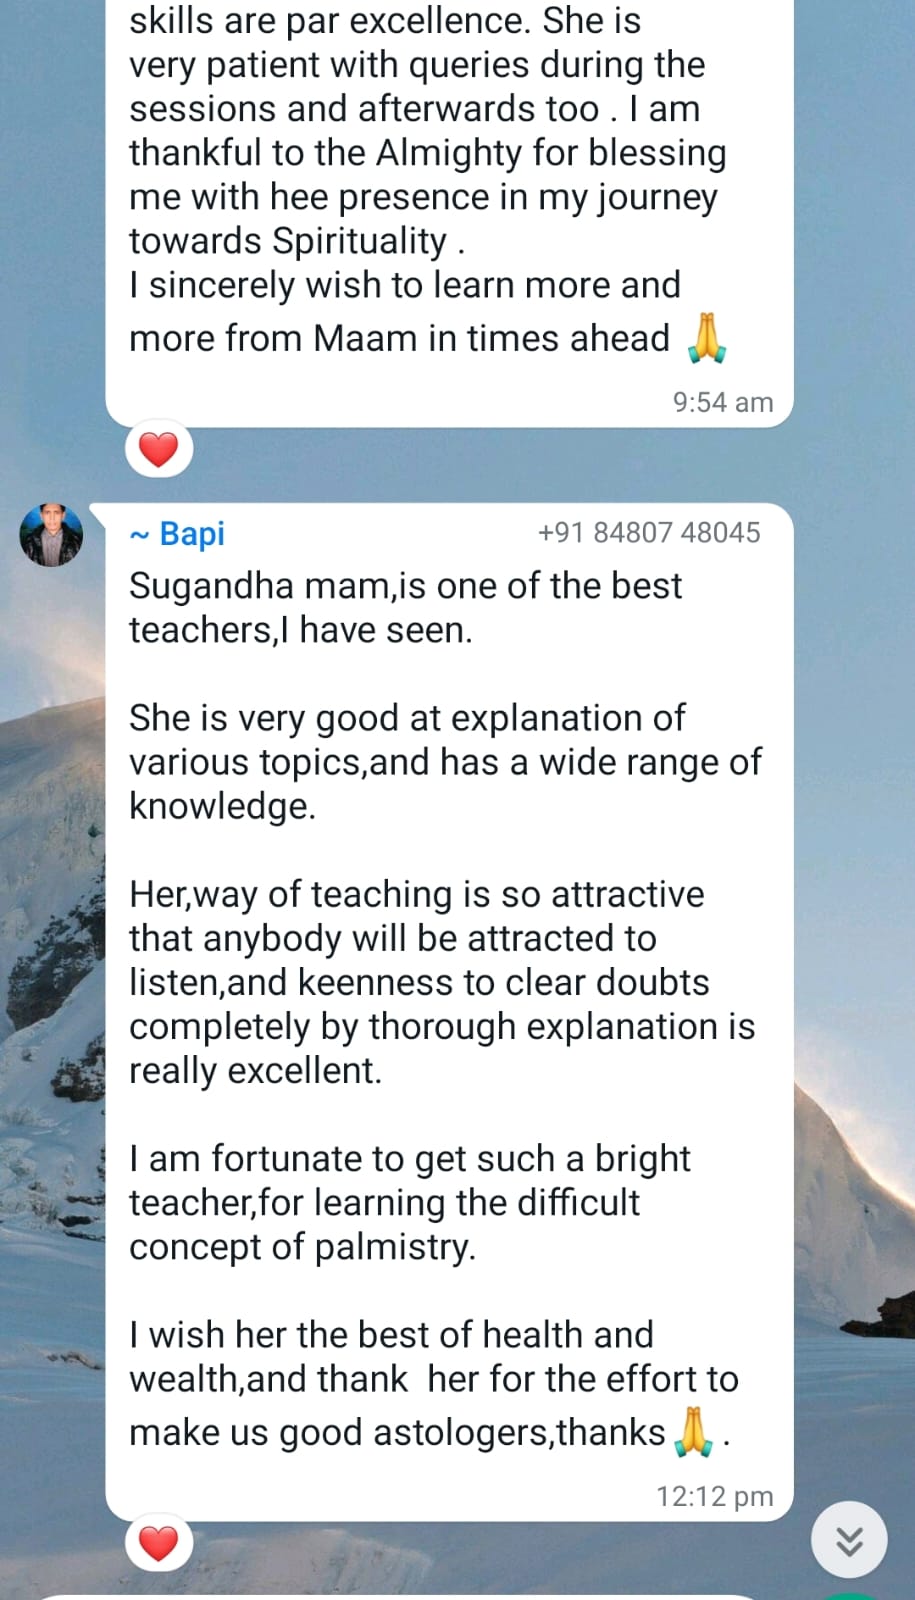 skills are par excellence. She is
very patient with queries during the
sessions and afterwards too . I am
thankful to the Almighty for blessing
me with hee presence in my journey
towards Spirituality .
I sincerely wish to learn more and
more from Maam in times ahead 🙏
9:54 am
~ Bapi +91 84807 48045
Sugandha mam,is one of the best
teachers,I have seen.
She is very good at explanation of
various topics,and has a wide range of
knowledge.
Her,way of teaching is so attractive
that anybody will be attracted to
listen,and keenness to clear doubts
completely by thorough explanation is
really excellent.
I am fortunate to get such a bright
teacher,for learning the difficult
concept of palmistry.
I wish her the best of health and
wealth,and thank  her for the effort to
make us good astologers,thanks🙏.
12:12 pm